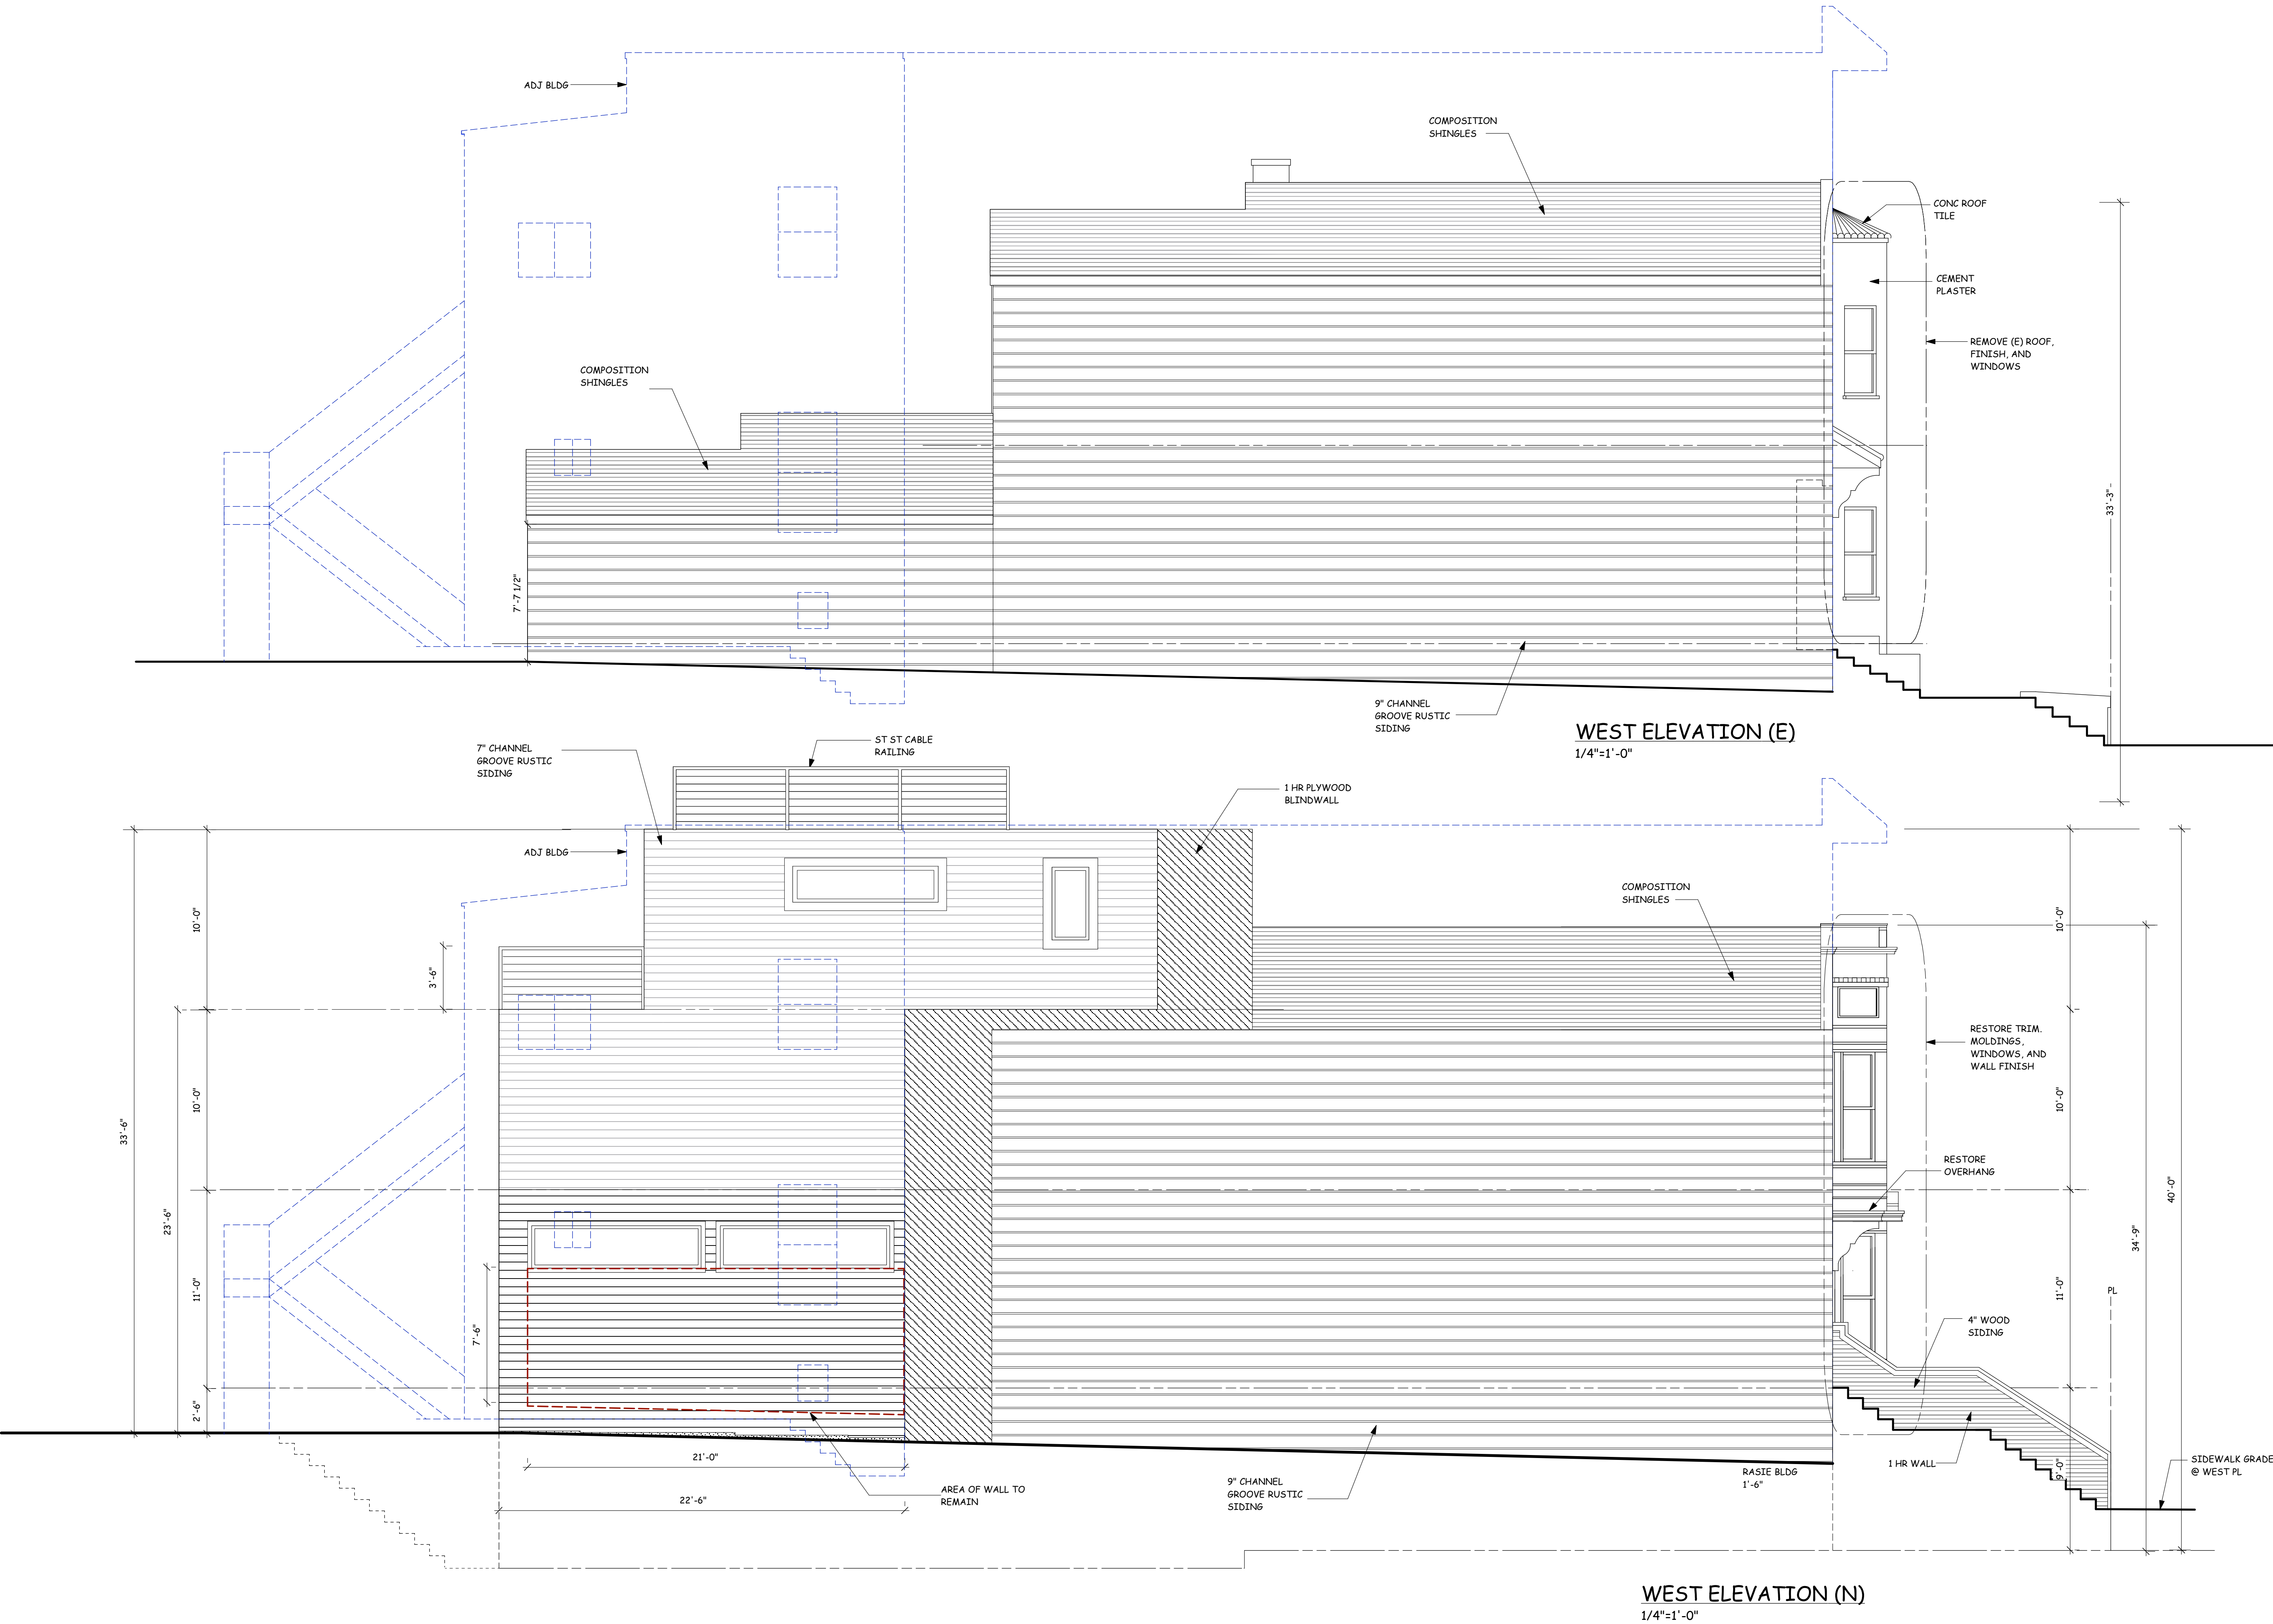 ADJ BLDG
COMPOSITION
SHINGLES
CONC ROOF
TILE
CEMENT
PLASTER
REMOVE (E) ROOF,
FINISH, AND
WINDOWS
COMPOSITION
SHINGLES
33'-3"
7'-7 1/2"
9" CHANNEL
GROOVE RUSTIC
SIDING
WEST ELEVATION (E)
1/4"=1'-0"
7" CHANNEL
GROOVE RUSTIC
SIDING
ST ST CABLE
RAILING
1 HR PLYWOOD
BLINDWALL
ADJ BLDG
COMPOSITION
SHINGLES
10'-0"
10'-0"
3'-6"
RESTORE TRIM.
MOLDINGS,
WINDOWS, AND
WALL FINISH
10'-0"
10'-0"
33'-6"
23'-6"
RESTORE
OVERHANG
40'-0"
34'-9"
11'-0"
11'-0"
PL
7'-6"
4" WOOD
SIDING
2'-6"
21'-0"
22'-6"
AREA OF WALL TO
REMAIN
9" CHANNEL
GROOVE RUSTIC
SIDING
RASIE BLDG
1'-6"
1 HR WALL
9'-0"
SIDEWALK GRADE
@ WEST PL
WEST ELEVATION (N)
1/4"=1'-0"